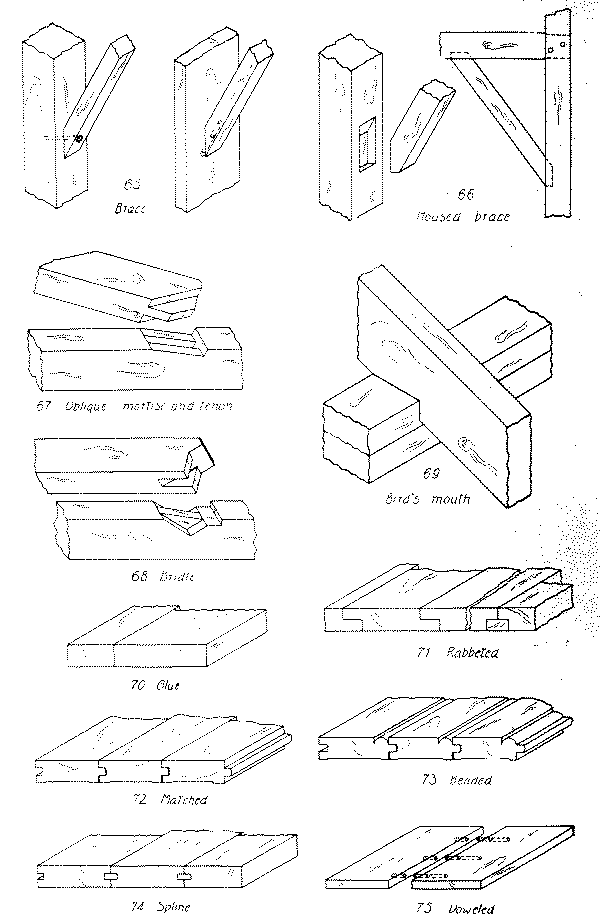 65
Brace
66
Housed brace
67 Oblique mortise and tenon
68 Bridle
69
Bird's mouth
70 Glue
71 Rabbeted
72 Matched
73 Beaded
74 Spline
75 Doweled